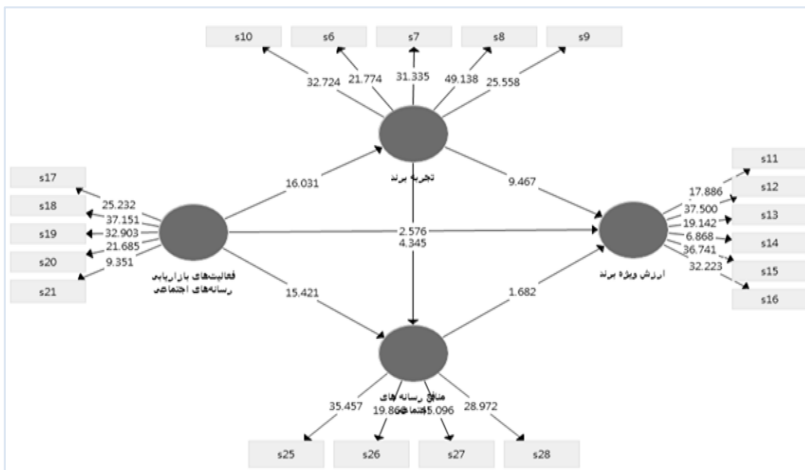 s10 s6 s7 s8 s9
32.724 21.774 31.335 49.138 25.558
تجربه برند
s17
s18
s19
s20
s21
25.232
37.151
32.903
21.685
9.351
فعالیت‌های بازاریابی
رسانه‌های اجتماعی
16.031
9.467
2.576
4.345
15.421
1.682
s11
s12
s13
s14
s15
s16
17.886
37.500
19.142
6.868
36.741
32.223
ارزش ویژه برند
منافع رسانه های
اجتماعی
35.457 28.972
s25 s26 s27 s28